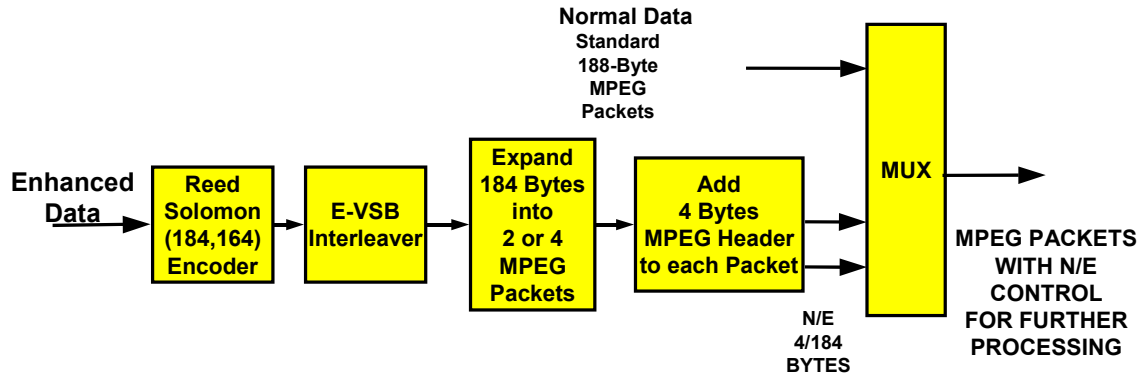 Normal Data
Standard
188-Byte
MPEG
Packets
Enhanced
Data
Reed
Solomon
(184,164)
Encoder
E-VSB
Interleaver
Expand
184 Bytes
into
2 or 4
MPEG
Packets
Add
4 Bytes
MPEG Header
to each Packet
N/E
4/184
BYTES
MUX
MPEG PACKETS
WITH N/E
CONTROL
FOR FURTHER
PROCESSING